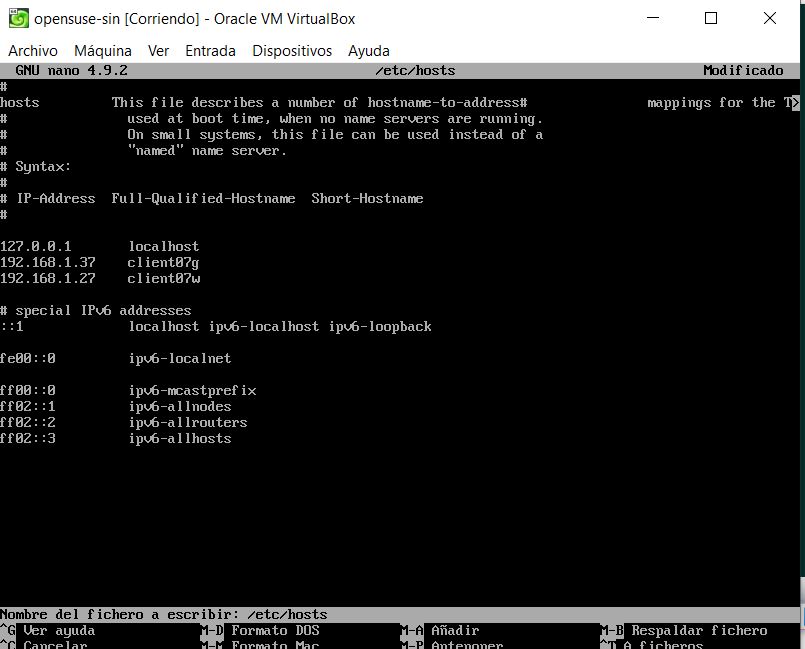 opensuse-sin [Corriendo] - Oracle VM VirtualBox
Archivo Máquina Ver Entrada Dispositivos Ayuda
GNU nano 4.9.2 /etc/hosts Modificado
#
hosts This file describes a number of hostname-to-address# mappings for the T>
# used at boot time, when no name servers are running.
# On small systems, this file can be used instead of a
# "named" name server.
# Syntax:
#
# IP-Address Full-Qualified-Hostname Short-Hostname
#
127.0.0.1 localhost
192.168.1.37 client07g
192.168.1.27 client07w
# special IPv6 addresses
::1 localhost ipv6-localhost ipv6-loopback
fe00::0 ipv6-localnet
ff00::0 ipv6-mcastprefix
ff02::1 ipv6-allnodes
ff02::2 ipv6-allrouters
ff02::3 ipv6-allhosts
Nombre del fichero a escribir: /etc/hosts
^G Ver ayuda M-D Formato DOS M-A Añadir M-B Respaldar fichero
^C Cancelar M-M Formato Mac M-P Anteponer ^T A ficheros